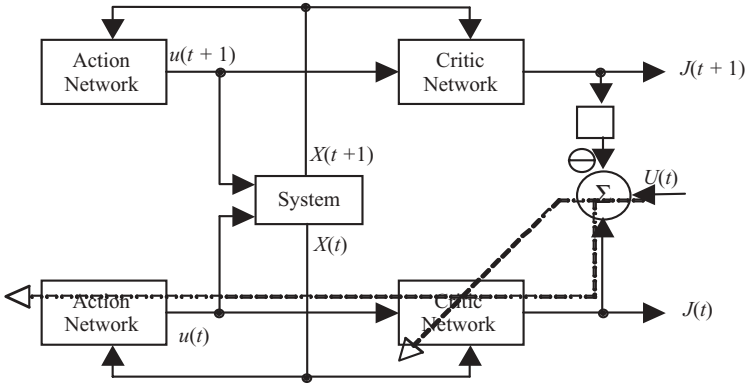 Action
Network
u(t + 1)
Critic
Network
J(t + 1)
X(t+1)
System
Σ
U(t)
X(t)
Action
Network
u(t)
Critic
Network
J(t)